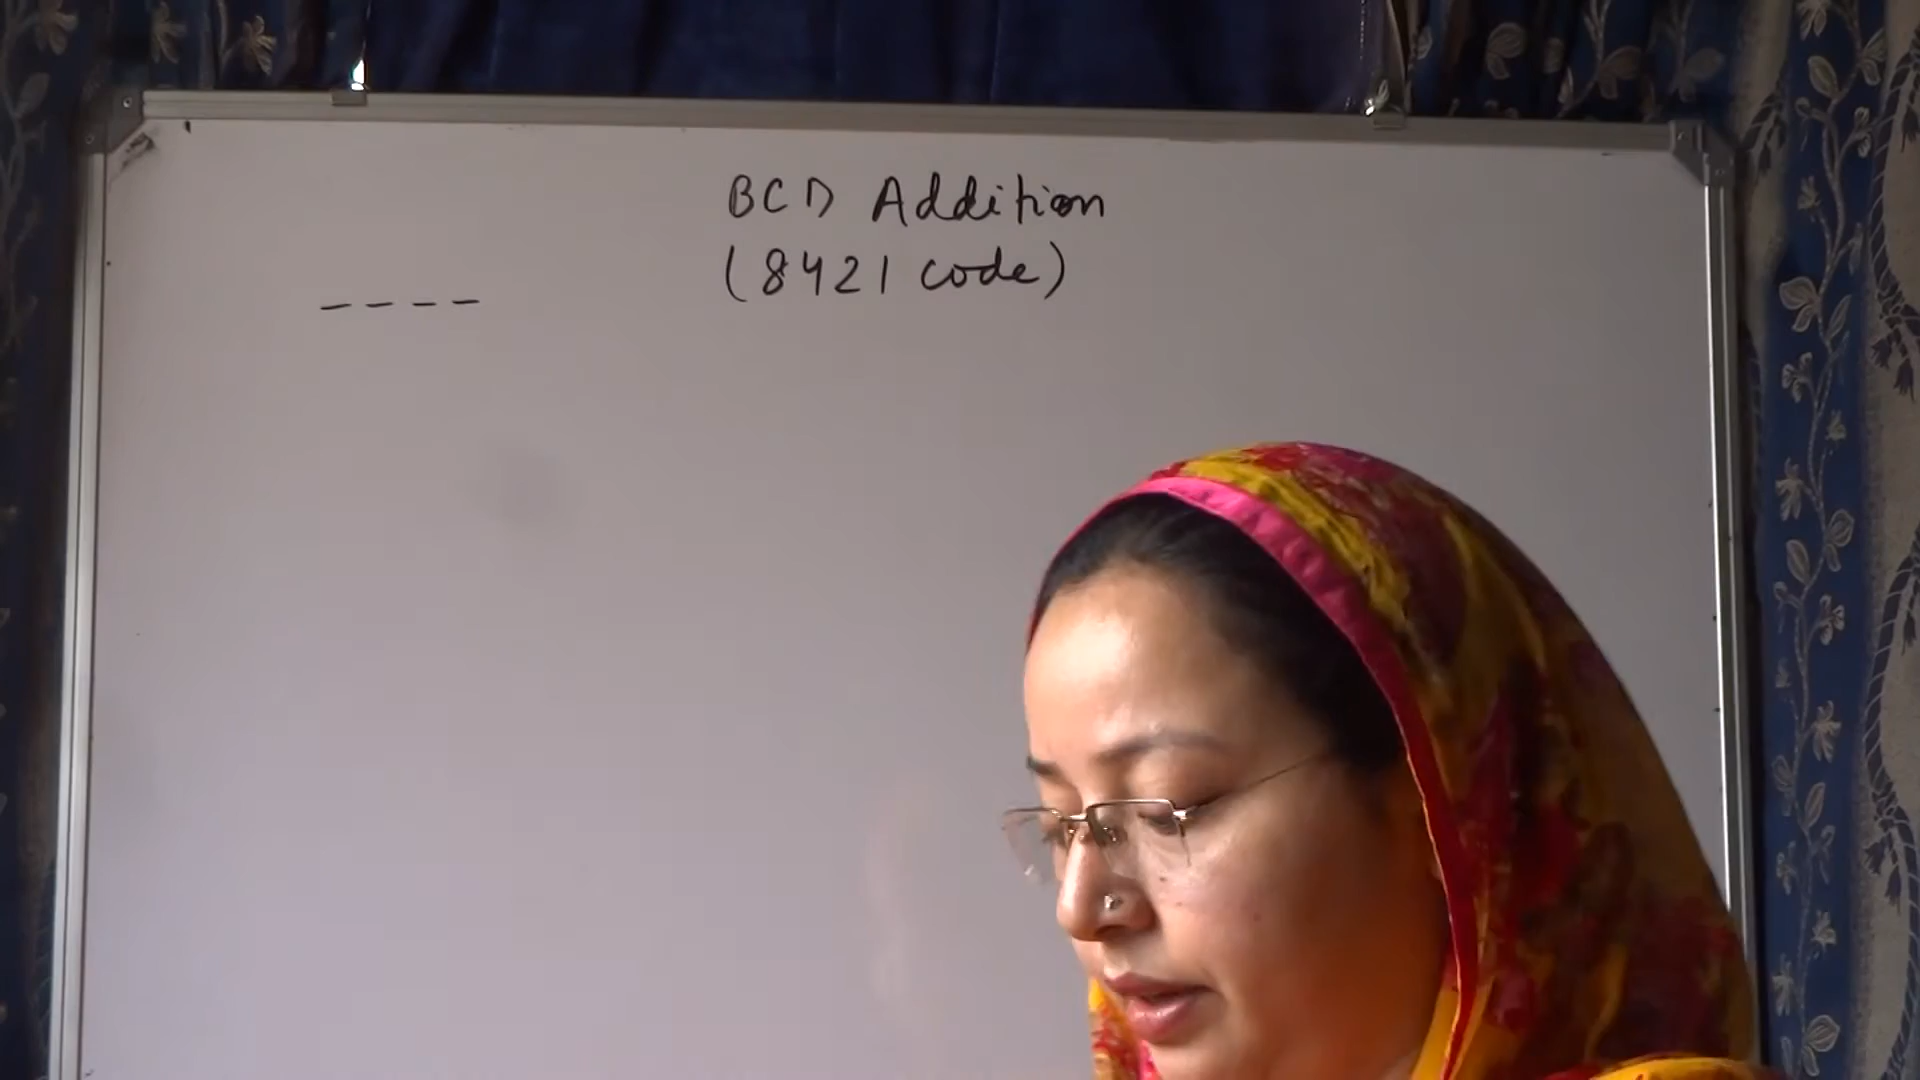 BCD Addition
(8421 code)
_ _ _ _